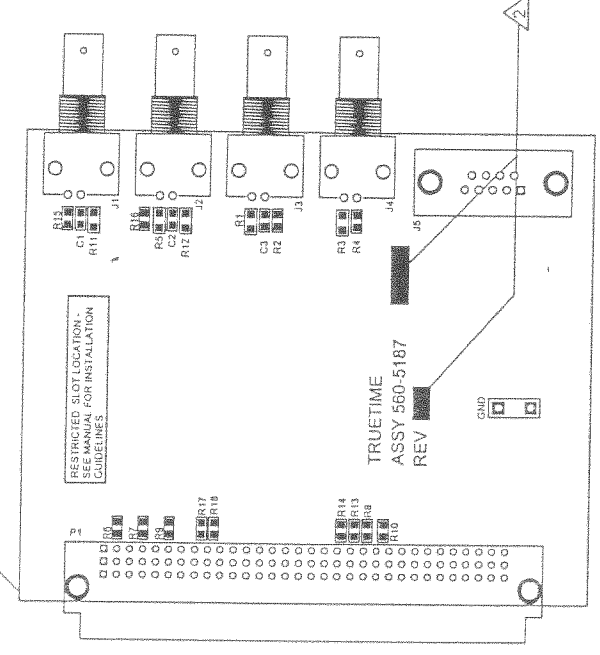 2
J1
J2
J3
J4
J5
R15
C1
R11
R16
R5
C2
R12
R1
C3
R2
R3
R4
RESTRICTED SLOT LOCATION -
SEE MANUAL FOR INSTALLATION
GUIDELINES
TRUETIME
ASSY 560-5187
REV
GND
P1
R6
R7
R9
R17
R18
R14
R13
R8
R10